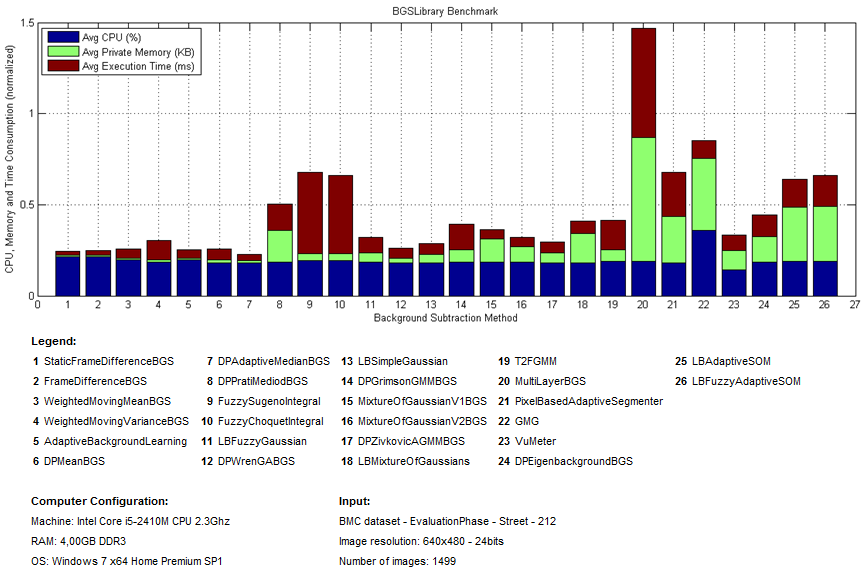 BGSLibrary Benchmark
CPU, Memory and Time Consumption (normalized)
1.5
1
0.5
0
Avg CPU (%)
Avg Private Memory (KB)
Avg Execution Time (ms)
0 1 2 3 4 5 6 7 8 9 10 11 12 13 14 15 16 17 18 19 20 21 22 23 24 25 26 27
Background Subtraction Method
Legend:
1 StaticFrameDifferenceBGS
2 FrameDifferenceBGS
3 WeightedMovingMeanBGS
4 WeightedMovingVarianceBGS
5 AdaptiveBackgroundLearning
6 DPMeanBGS
7 DPAdaptiveMedianBGS
8 DPPratiMediodBGS
9 FuzzySugenoIntegral
10 FuzzyChoquetIntegral
11 LBFuzzyGaussian
12 DPWrenGABGS
13 LBSimpleGaussian
14 DPGrimsonGMMBGS
15 MixtureOfGaussianV1BGS
16 MixtureOfGaussianV2BGS
17 DPZivkovicAGMMBGS
18 LBMixtureOfGaussians
19 T2FGMM
20 MultiLayerBGS
21 PixelBasedAdaptiveSegmenter
22 GMG
23 VuMeter
24 DPEigenbackgroundBGS
25 LBAdaptiveSOM
26 LBFuzzyAdaptiveSOM
Computer Configuration:
Machine: Intel Core i5-2410M CPU 2.3Ghz
RAM: 4,00GB DDR3
OS: Windows 7 x64 Home Premium SP1
Input:
BMC dataset - EvaluationPhase - Street - 212
Image resolution: 640x480 - 24bits
Number of images: 1499